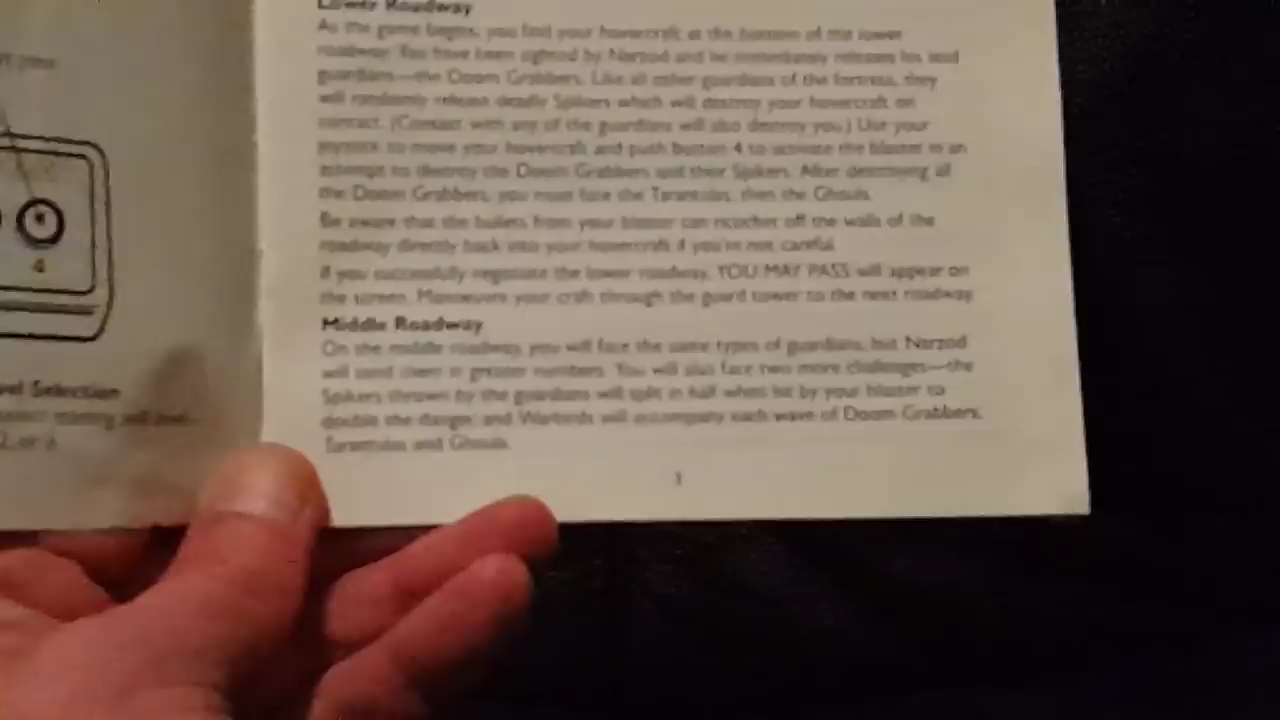 4
Level Selection
Lower Roadway
As the game begins, you find your hovercraft at the bottom of the lower
roadway. You have been sighted by Narzod and he immediately releases his first
guardians—the Doom Grabbers. Like all other guardians of the fortress, they
will randomly release deadly Spikers which will destroy your hovercraft on
contact. (Contact with any of the guardians will also destroy you.) Use your
joystick to move your hovercraft and push button 4 to activate the blaster in an
attempt to destroy the Doom Grabbers and their Spikers. After destroying all
the Doom Grabbers, you must face the Tarantulas, then the Ghouls.
Be aware that the bullets from your blaster can ricochet off the walls of the
roadway directly back into your hovercraft if you're not careful.
If you successfully negotiate the lower roadway, YOU MAY PASS will appear on
the screen. Manoeuvre your craft through the guard tower to the next roadway.
Middle Roadway
On the middle roadway, you will face the same types of guardians, but Narzod
will send them in greater numbers. You will also face two more challenges—the
Spikers thrown by the guardians will split in half when hit by your blaster to
double the danger; and Warbirds will accompany each wave of Doom Grabbers,
Tarantulas and Ghouls.